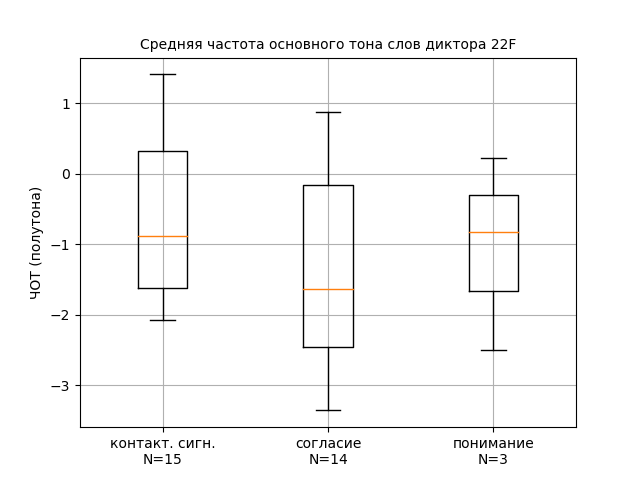 Средняя частота основного тона слов диктора 22F
ЧОТ (полутона)
1
0
−1
−2
−3
контакт. сигн.
N=15
согласие
N=14
понимание
N=3